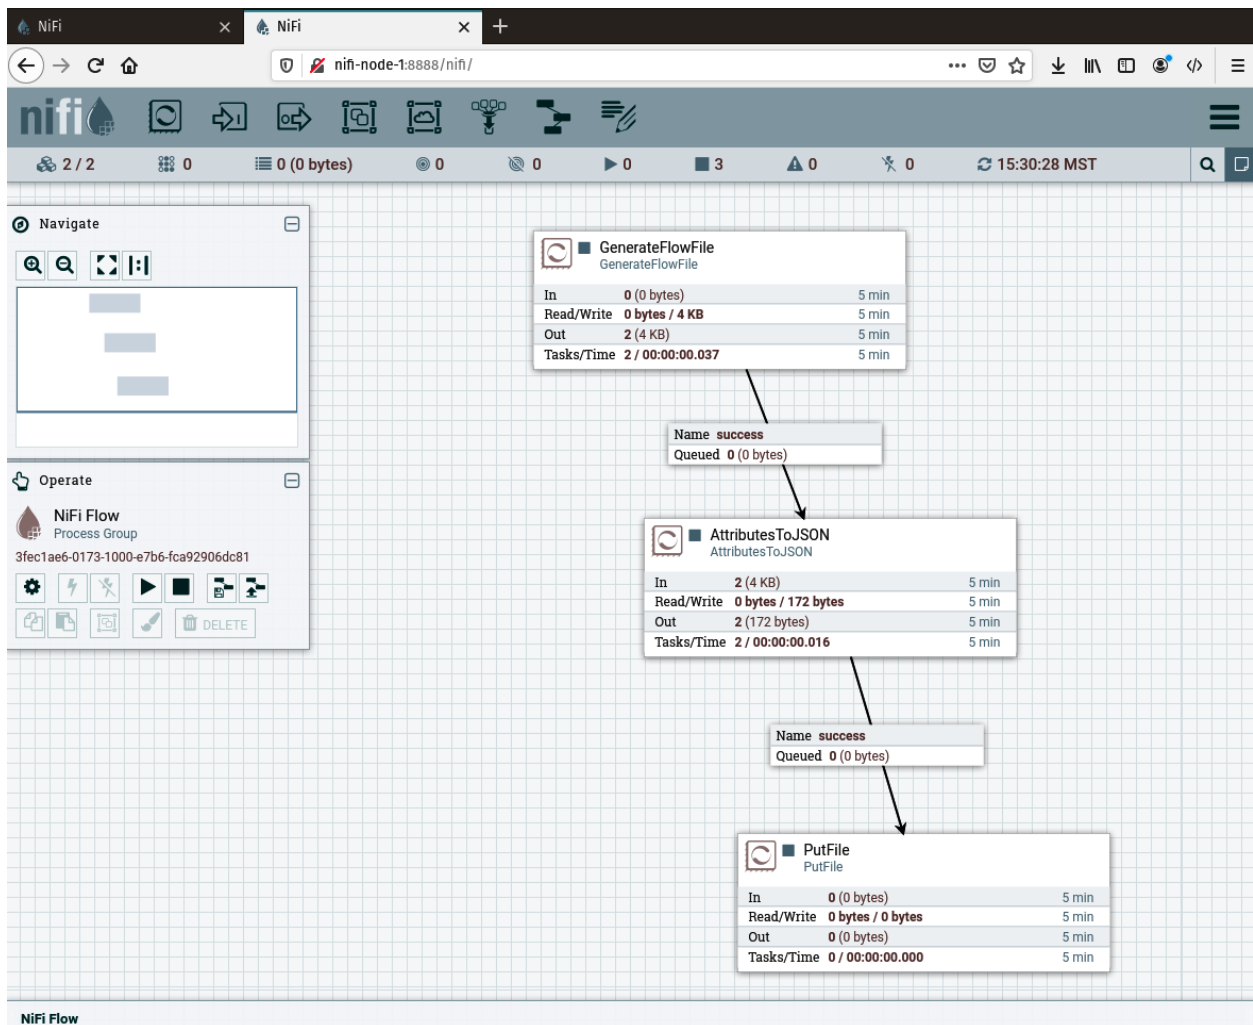 NiFi
NiFi
nifi-node-1:8888/nifi/
nifi
2 / 2 0 0 (0 bytes) 0 0 0 3 0 0 15:30:28 MST
Navigate
Operate
NiFi Flow
Process Group
3fec1ae6-0173-1000-e7b6-fca92906dc81
DELETE
GenerateFlowFile
GenerateFlowFile
In 0 (0 bytes) 5 min
Read/Write 0 bytes / 4 KB 5 min
Out 2 (4 KB) 5 min
Tasks/Time 2 / 00:00:00.037 5 min
Name success
Queued 0 (0 bytes)
AttributesToJSON
AttributesToJSON
In 2 (4 KB) 5 min
Read/Write 0 bytes / 172 bytes 5 min
Out 2 (172 bytes) 5 min
Tasks/Time 2 / 00:00:00.016 5 min
Name success
Queued 0 (0 bytes)
PutFile
PutFile
In 0 (0 bytes) 5 min
Read/Write 0 bytes / 0 bytes 5 min
Out 0 (0 bytes) 5 min
Tasks/Time 0 / 00:00:00.000 5 min
NiFi Flow